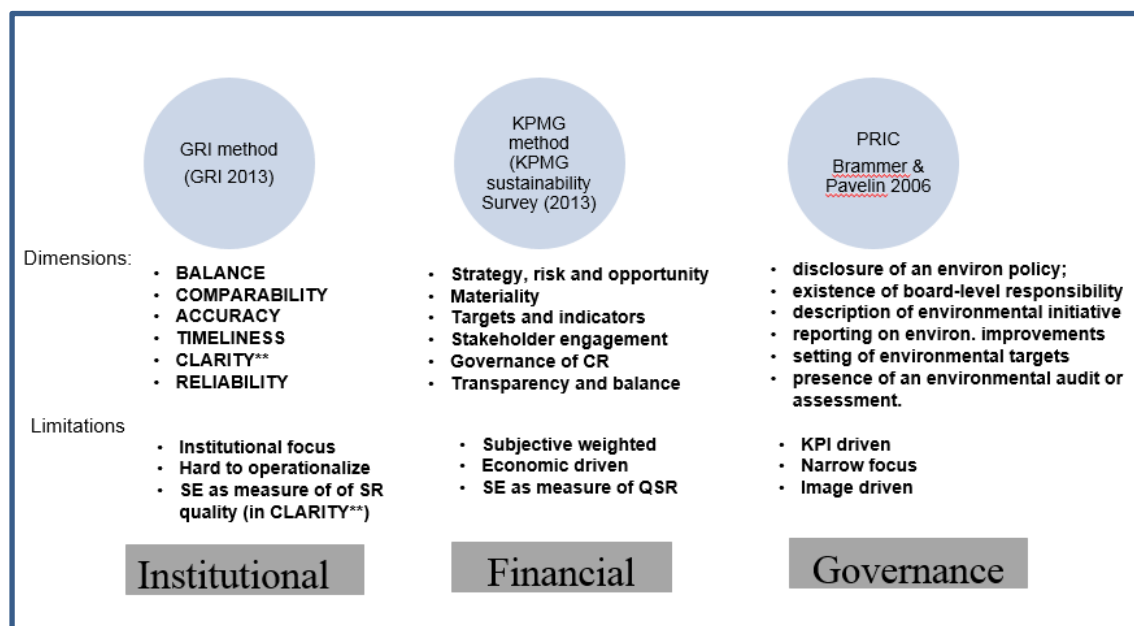 GRI method
(GRI 2013)
KPMG
method
(KPMG
sustainability
Survey (2013)
PRIC
Brammer &
Pavelin 2006
Dimensions:
• BALANCE
• COMPARABILITY
• ACCURACY
• TIMELINESS
• CLARITY**
• RELIABILITY
• Strategy, risk and opportunity
• Materiality
• Targets and indicators
• Stakeholder engagement
• Governance of CR
• Transparency and balance
• disclosure of an environ policy;
• existence of board-level responsibility
• description of environmental initiative
• reporting on environ. improvements
• setting of environmental targets
• presence of an environmental audit or
assessment.
Limitations
• Institutional focus
• Hard to operationalize
• SE as measure of of SR
quality (in CLARITY**)
• Subjective weighted
• Economic driven
• SE as measure of QSR
• KPI driven
• Narrow focus
• Image driven
Institutional
Financial
Governance